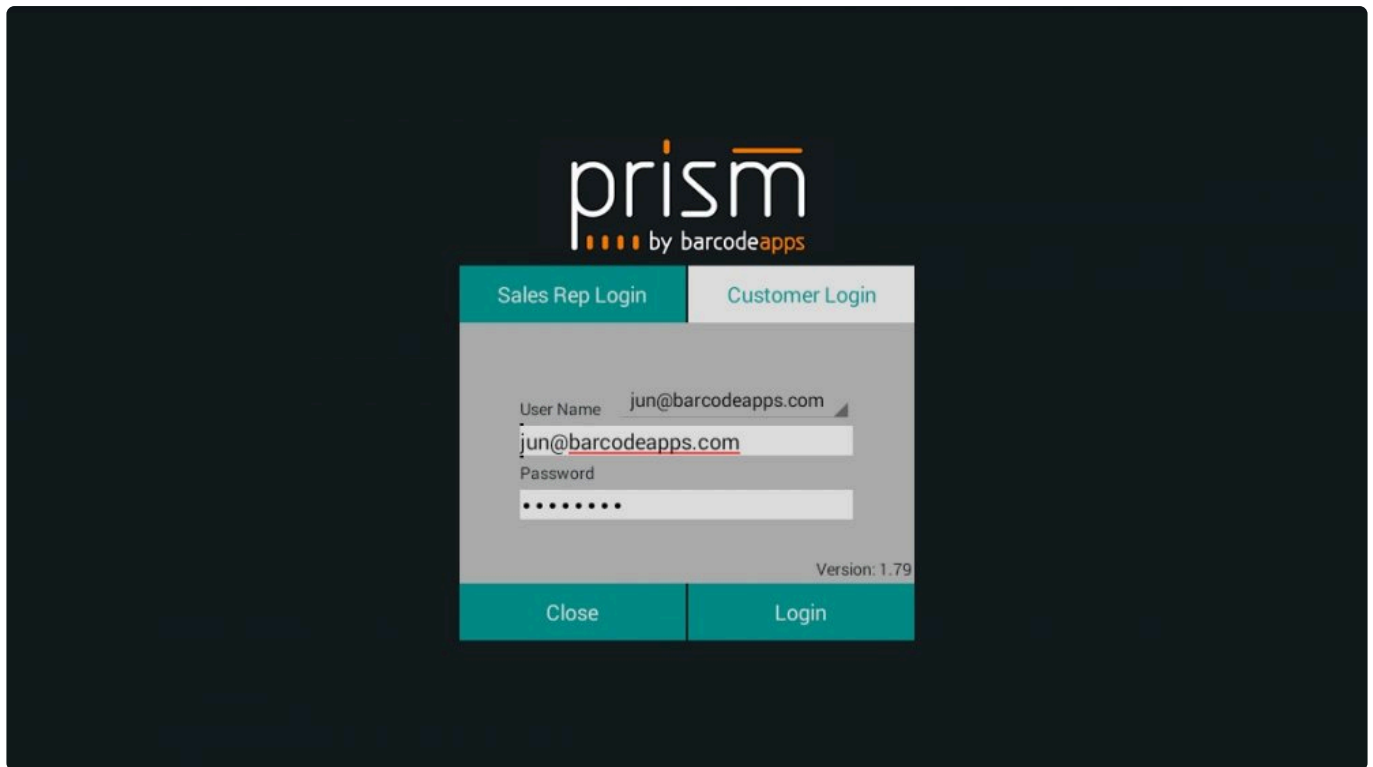 prism
by barcodeapps
Sales Rep Login
Customer Login
User Name
jun@barcodeapps.com
jun@barcodeapps.com
Password
••••••••
Version: 1.79
Close
Login